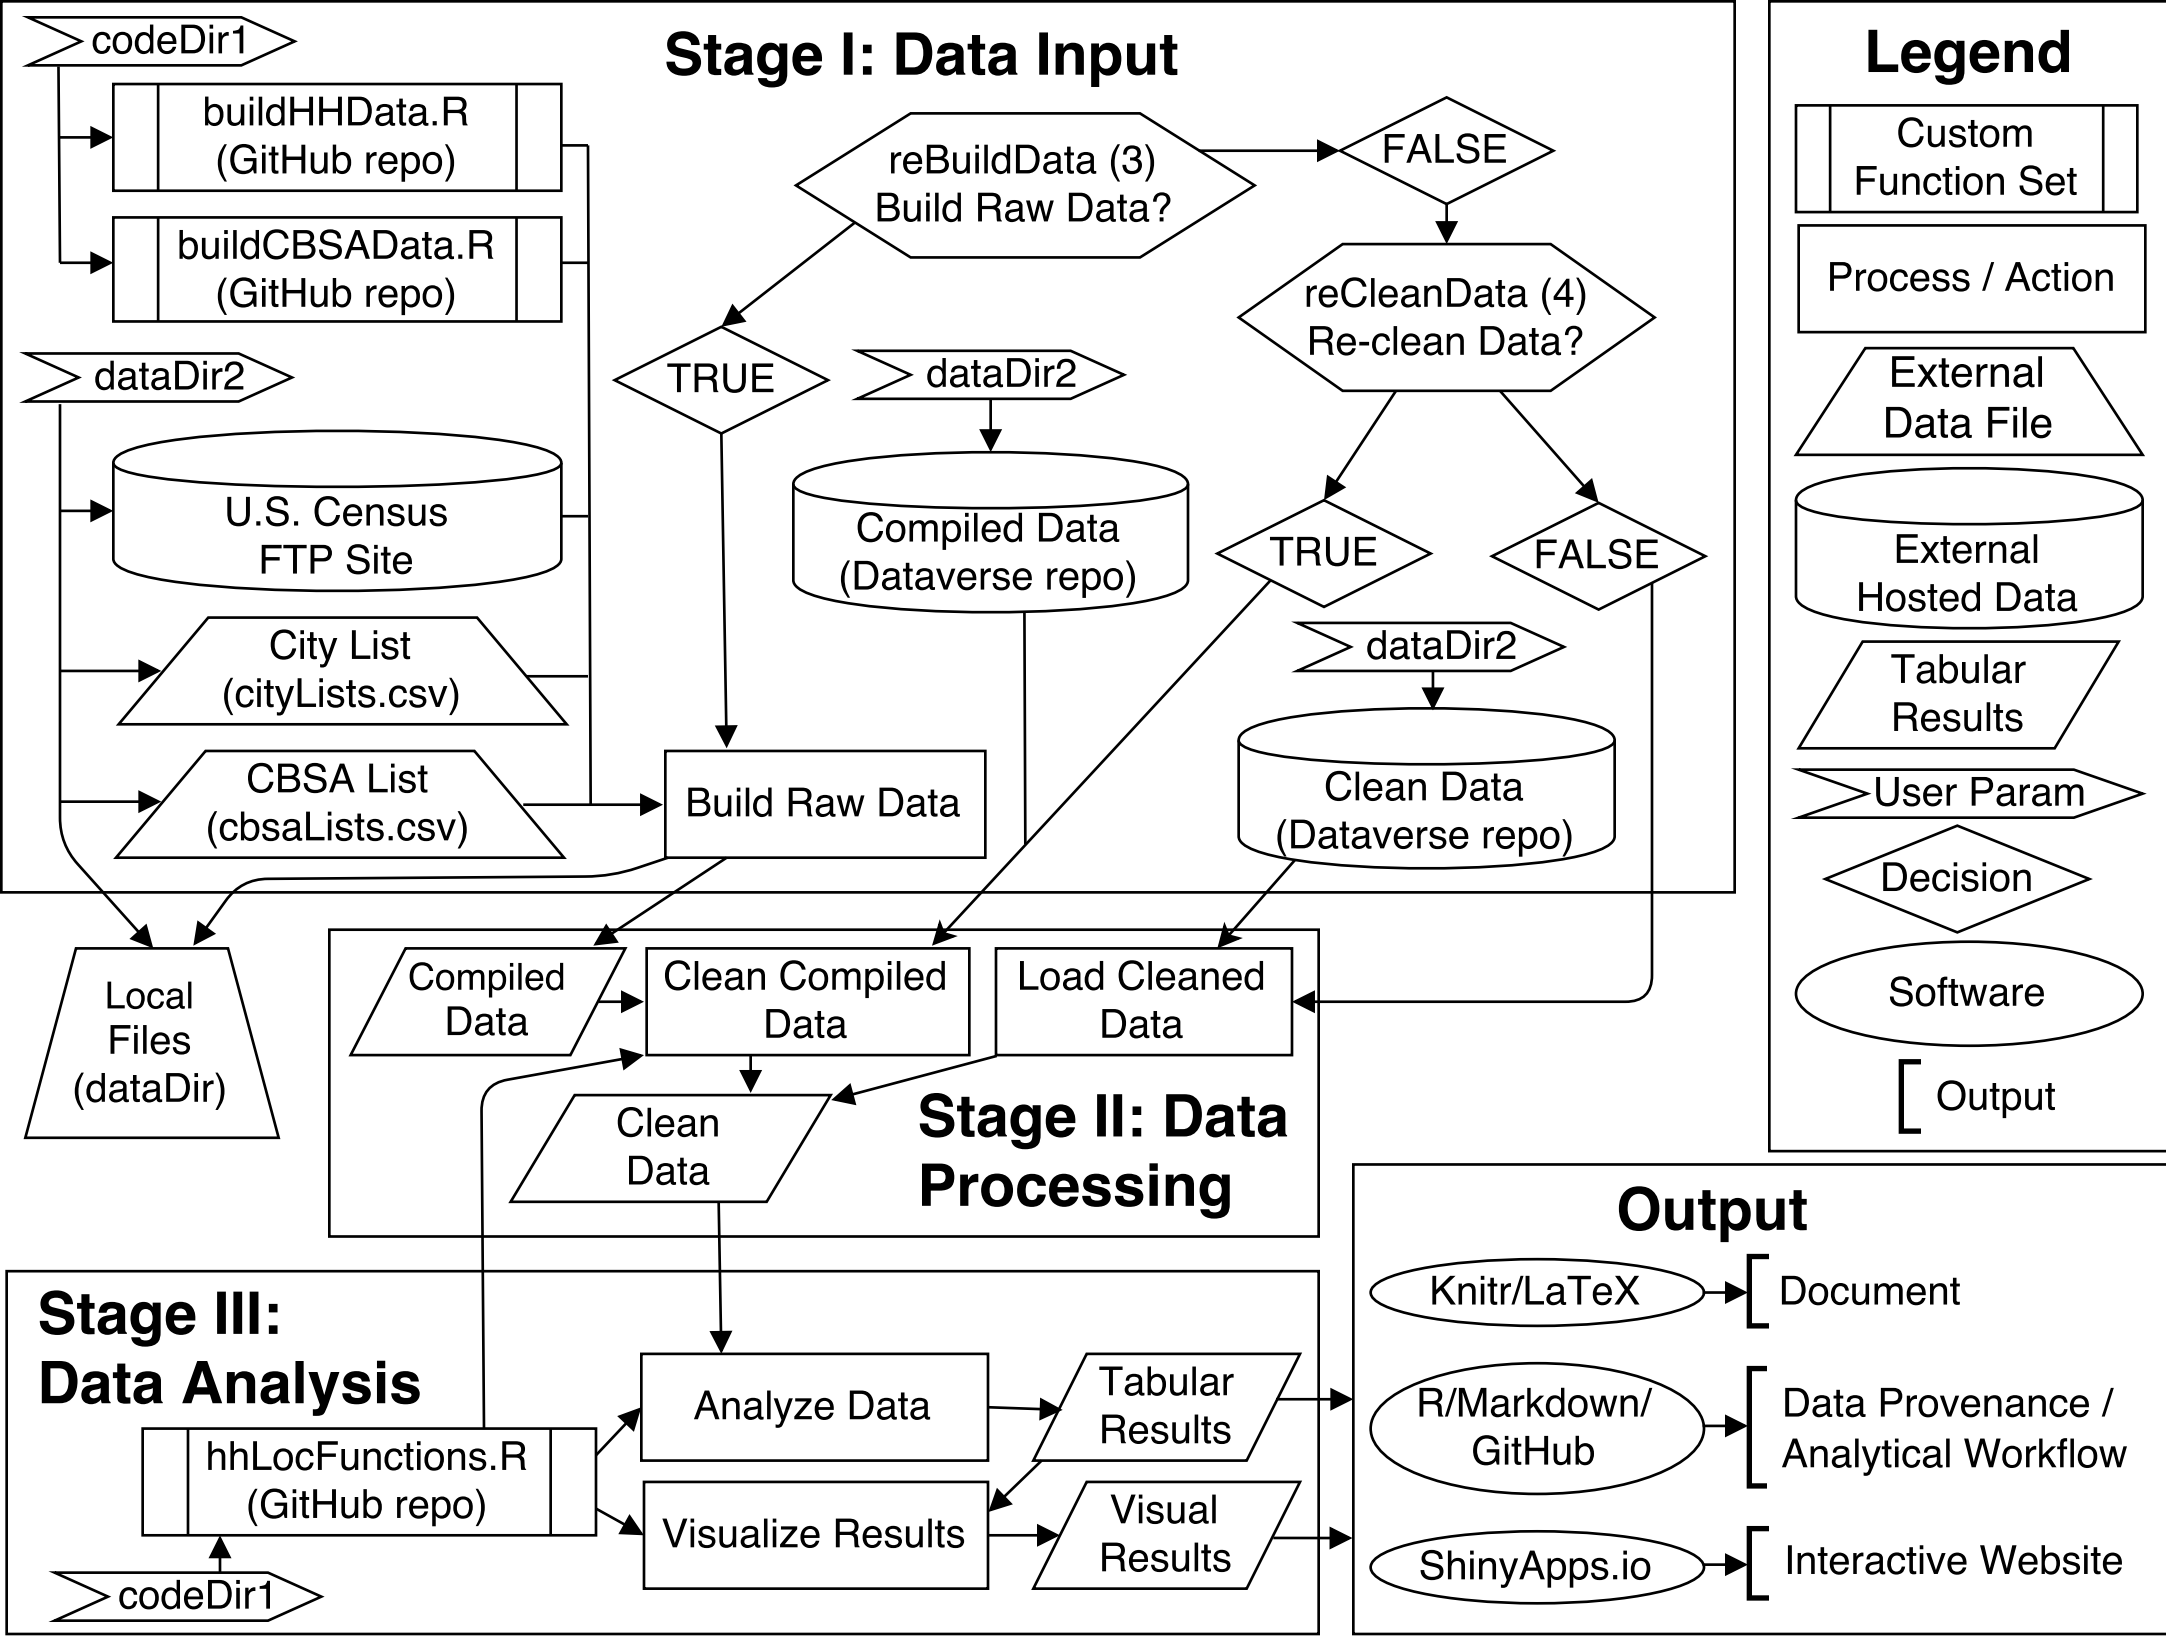 Stage I: Data Input
codeDir1
buildHHData.R
(GitHub repo)
buildCBSAData.R
(GitHub repo)
dataDir2
U.S. Census
FTP Site
City List
(cityLists.csv)
CBSA List
(cbsaLists.csv)
reBuildData (3)
Build Raw Data?
FALSE
reCleanData (4)
Re-clean Data?
TRUE
dataDir2
Compiled Data
(Dataverse repo)
TRUE
FALSE
dataDir2
Clean Data
(Dataverse repo)
Build Raw Data
Local
Files
(dataDir)
Compiled
Data
Clean Compiled
Data
Load Cleaned
Data
Clean
Data
Stage II: Data
Processing
Stage III:
Data Analysis
hhLocFunctions.R
(GitHub repo)
codeDir1
Analyze Data
Visualize Results
Tabular
Results
Visual
Results
Legend
Custom
Function Set
Process / Action
External
Data File
External
Hosted Data
Tabular
Results
User Param
Decision
Software
Output
Output
Knitr/LaTeX
Document
R/Markdown/
GitHub
Data Provenance /
Analytical Workflow
ShinyApps.io
Interactive Website